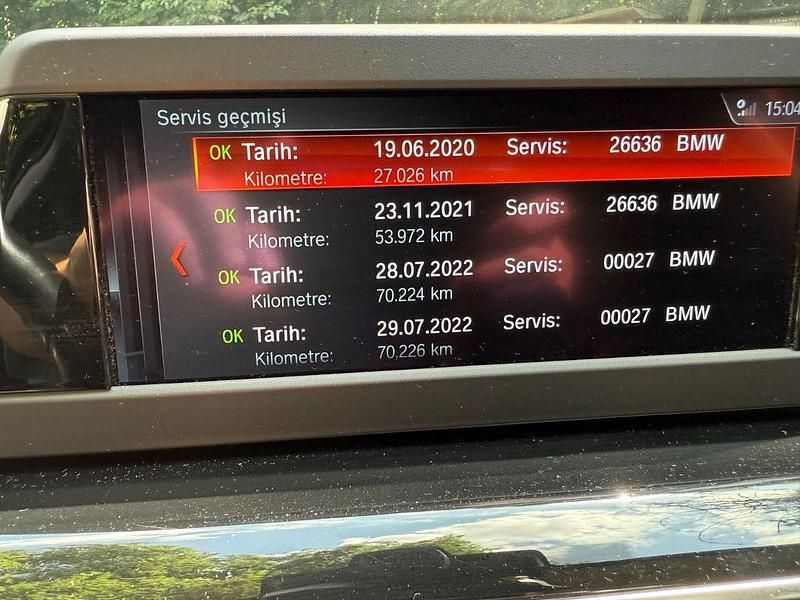 Servis geçmişi 15:04
OK Tarih: 19.06.2020 Servis: 26636 BMW
Kilometre: 27.026 km
OK Tarih: 23.11.2021 Servis: 26636 BMW
Kilometre: 53.972 km
OK Tarih: 28.07.2022 Servis: 00027 BMW
Kilometre: 70.224 km
OK Tarih: 29.07.2022 Servis: 00027 BMW
Kilometre: 70.226 km